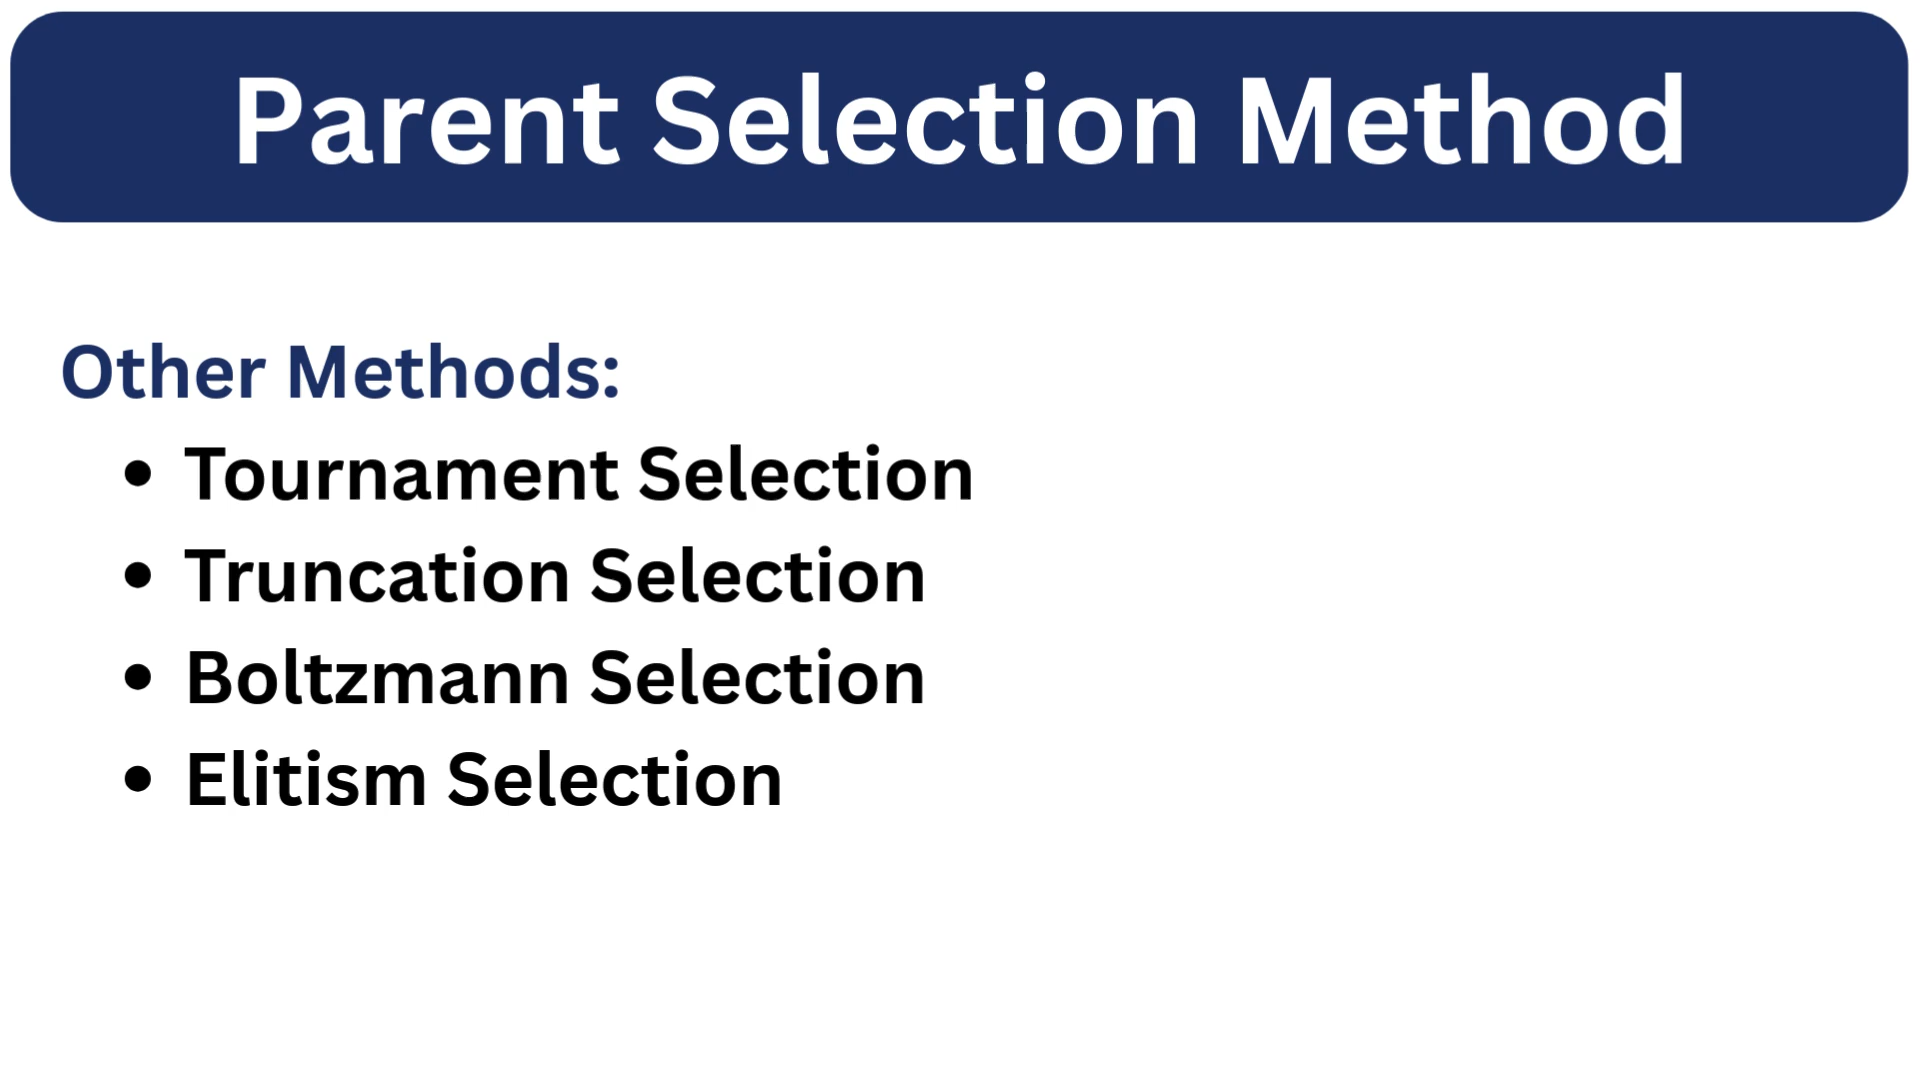 Parent Selection Method
Other Methods:
• Tournament Selection
• Truncation Selection
• Boltzmann Selection
• Elitism Selection